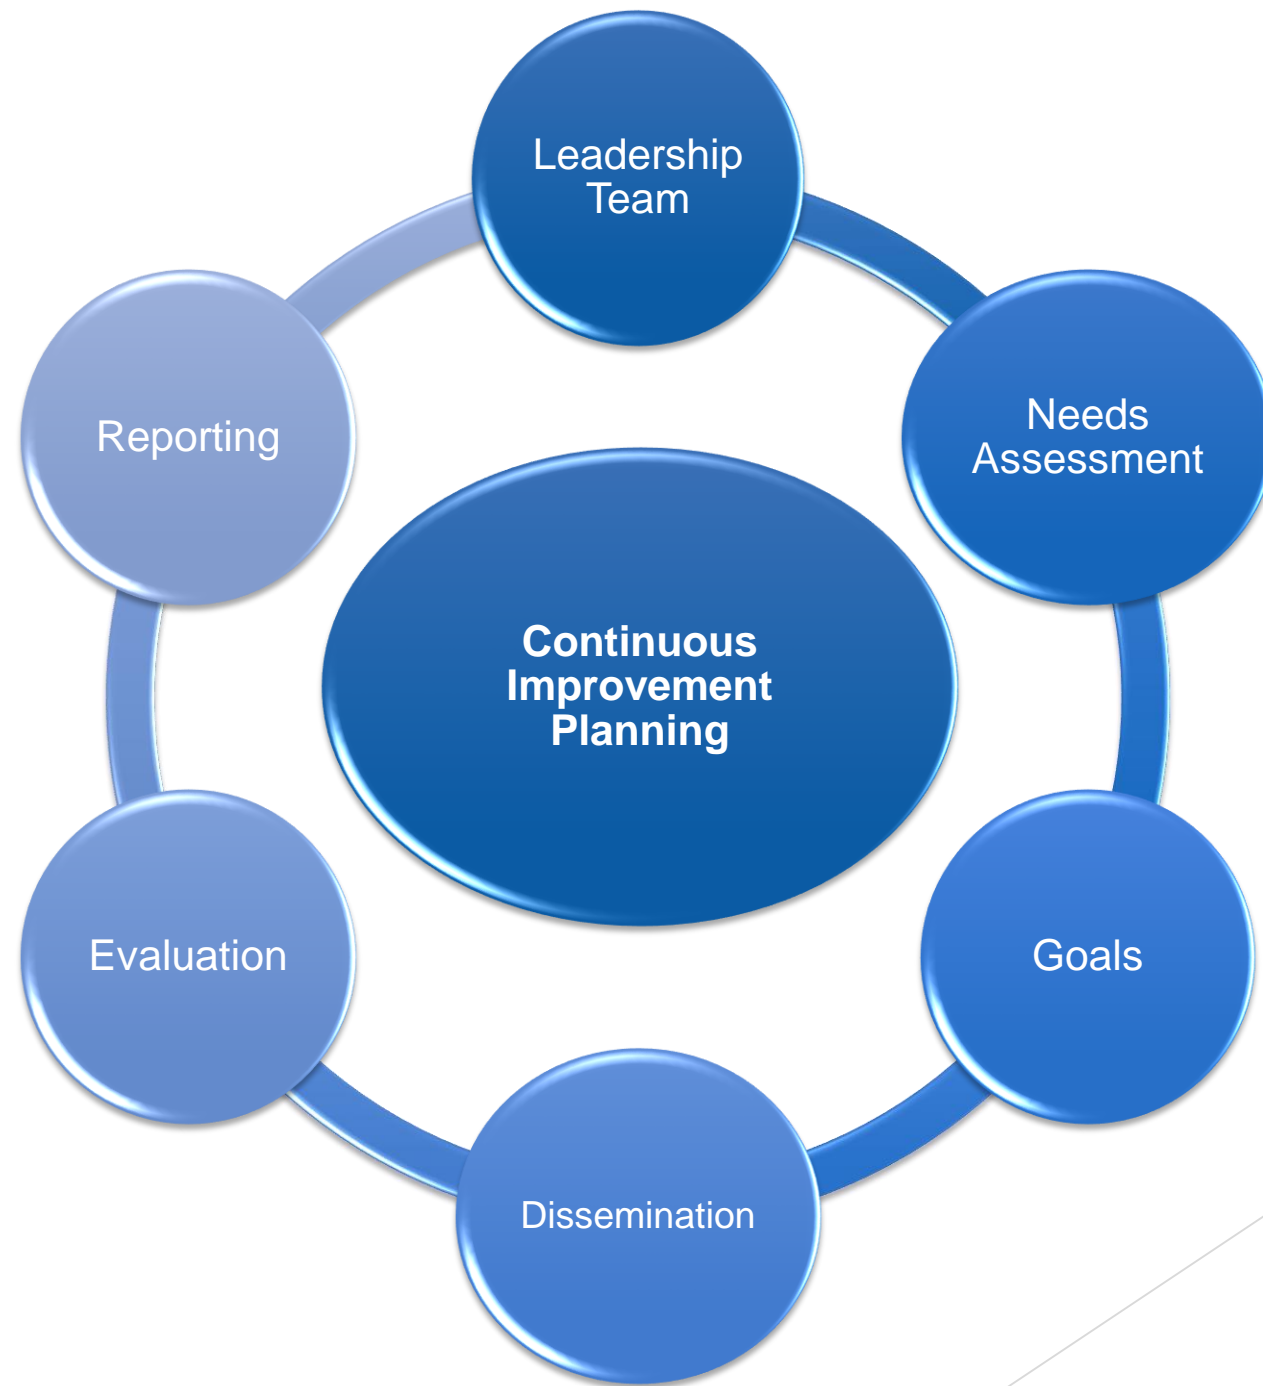 Leadership
Team
Needs
Assessment
Goals
Dissemination
Evaluation
Reporting
Continuous
Improvement
Planning